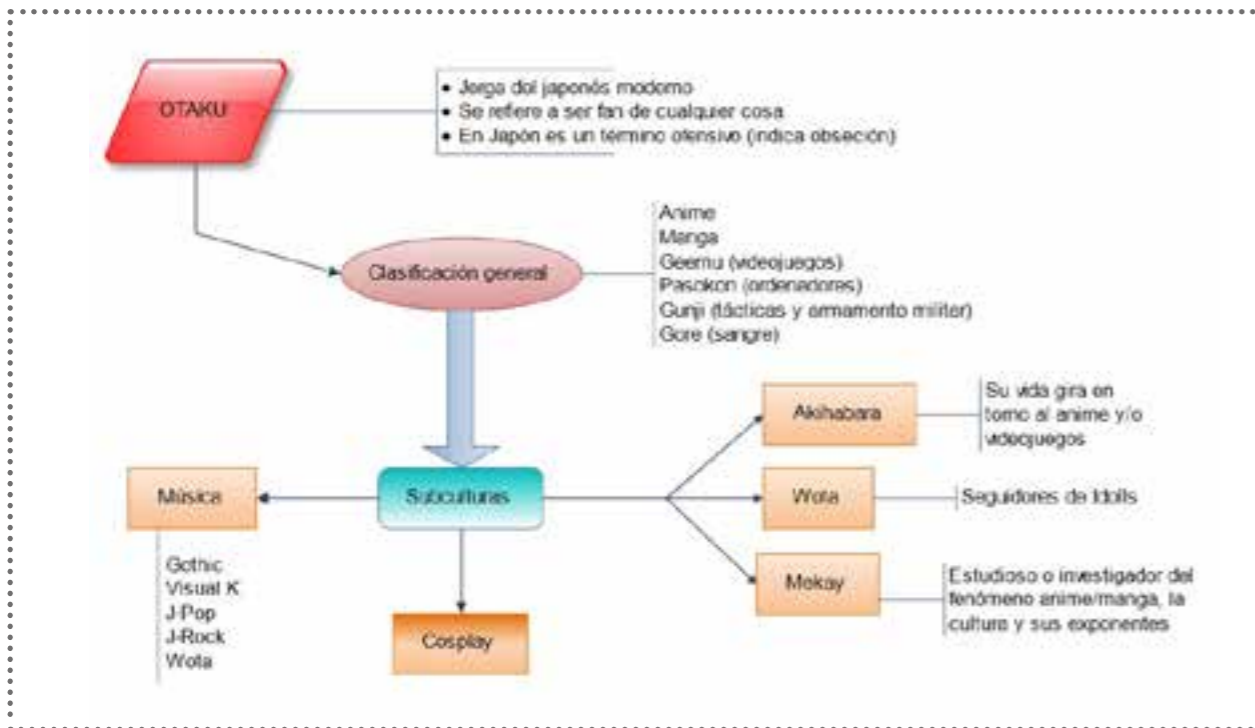 OTAKU
• Jerga del japonés moderno
• Se refiere a ser fan de cualquier cosa
• En Japón es un término ofensivo (indica obseción)
Clasificación general
Anime
Manga
Geemu (videojuegos)
Pasokon (ordenadores)
Gunji (tácticas y armamento militar)
Gore (sangre)
Akihabara
Su vida gira en
torno al anime y/o
videojuegos
Música
Subculturas
Wota
Seguidores de Idolls
Gothic
Visual K
J-Pop
J-Rock
Wota
Cosplay
Mekay
Estudioso o investigador del
fenómeno anime/manga, la
cultura y sus exponentes